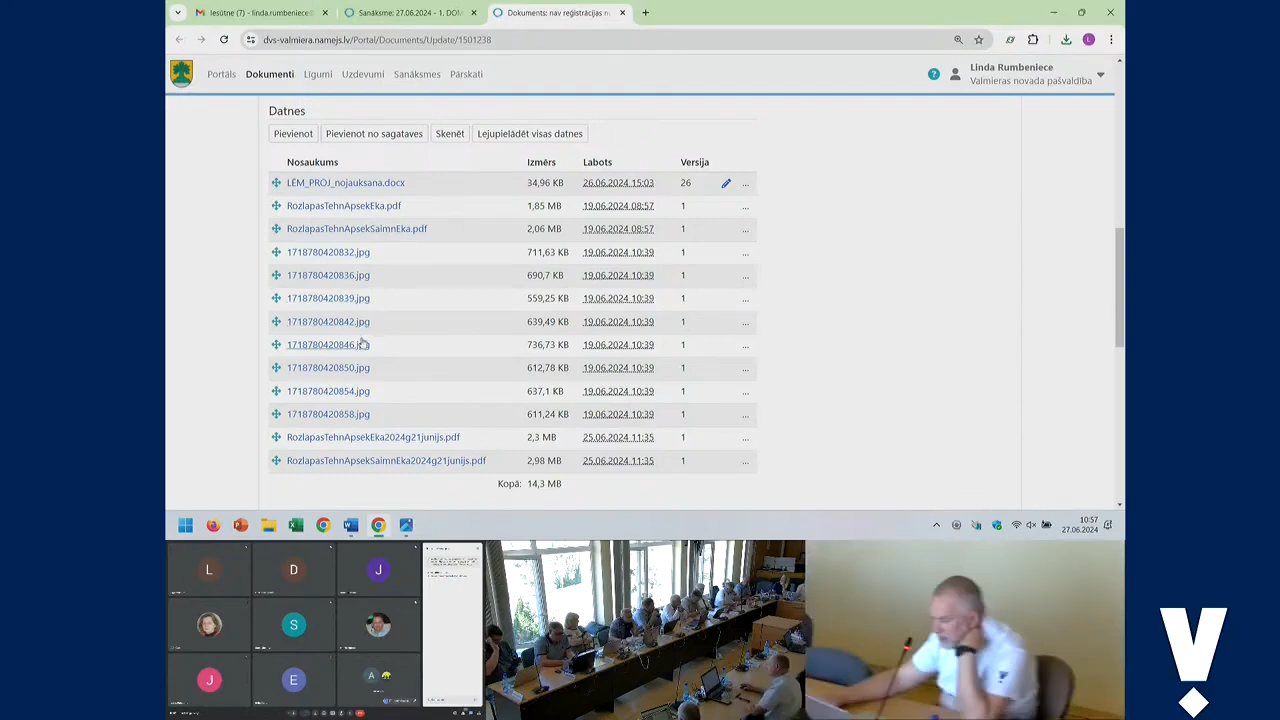 Iesūtne (7) - linda.rumbeniece@
Sanāksme: 27.06.2024 - 1. DOM
Dokuments: nav reģistrācijas n
dvs-valmiera.namejs.lv/Portal/Documents/Update/1501238
L
Portāls Dokumenti Līgumi Uzdevumi Sanāksmes Pārskati
?
Linda Rumbeniece
Valmieras novada pašvaldība
Datnes
Pievienot Pievienot no sagataves Skenēt Lejupielādēt visas datnes
Nosaukums Izmērs Labots Versija
LEM_PROJ_nojauksana.docx 34,96 KB 26.06.2024 15:03 26 ...
RozlapasTehnApsekEka.pdf 1,85 MB 19.06.2024 08:57 1 ...
RozlapasTehnApsekSaimnEka.pdf 2,06 MB 19.06.2024 08:57 1 ...
1718780420832.jpg 711,63 KB 19.06.2024 10:39 1 ...
1718780420836.jpg 690,7 KB 19.06.2024 10:39 1 ...
1718780420839.jpg 559,25 KB 19.06.2024 10:39 1 ...
1718780420842.jpg 639,49 KB 19.06.2024 10:39 1 ...
1718780420846.jpg 736,73 KB 19.06.2024 10:39 1 ...
1718780420850.jpg 612,78 KB 19.06.2024 10:39 1 ...
1718780420854.jpg 637,1 KB 19.06.2024 10:39 1 ...
1718780420858.jpg 611,24 KB 19.06.2024 10:39 1 ...
RozlapasTehnApsekEka2024g21junijs.pdf 2,3 MB 25.06.2024 11:35 1 ...
RozlapasTehnApsekSaimnEka2024g21junijs.pdf 2,98 MB 25.06.2024 11:35 1 ...
Kopā: 14,3 MB
10:57
27.06.2024
L D J
S
J E A